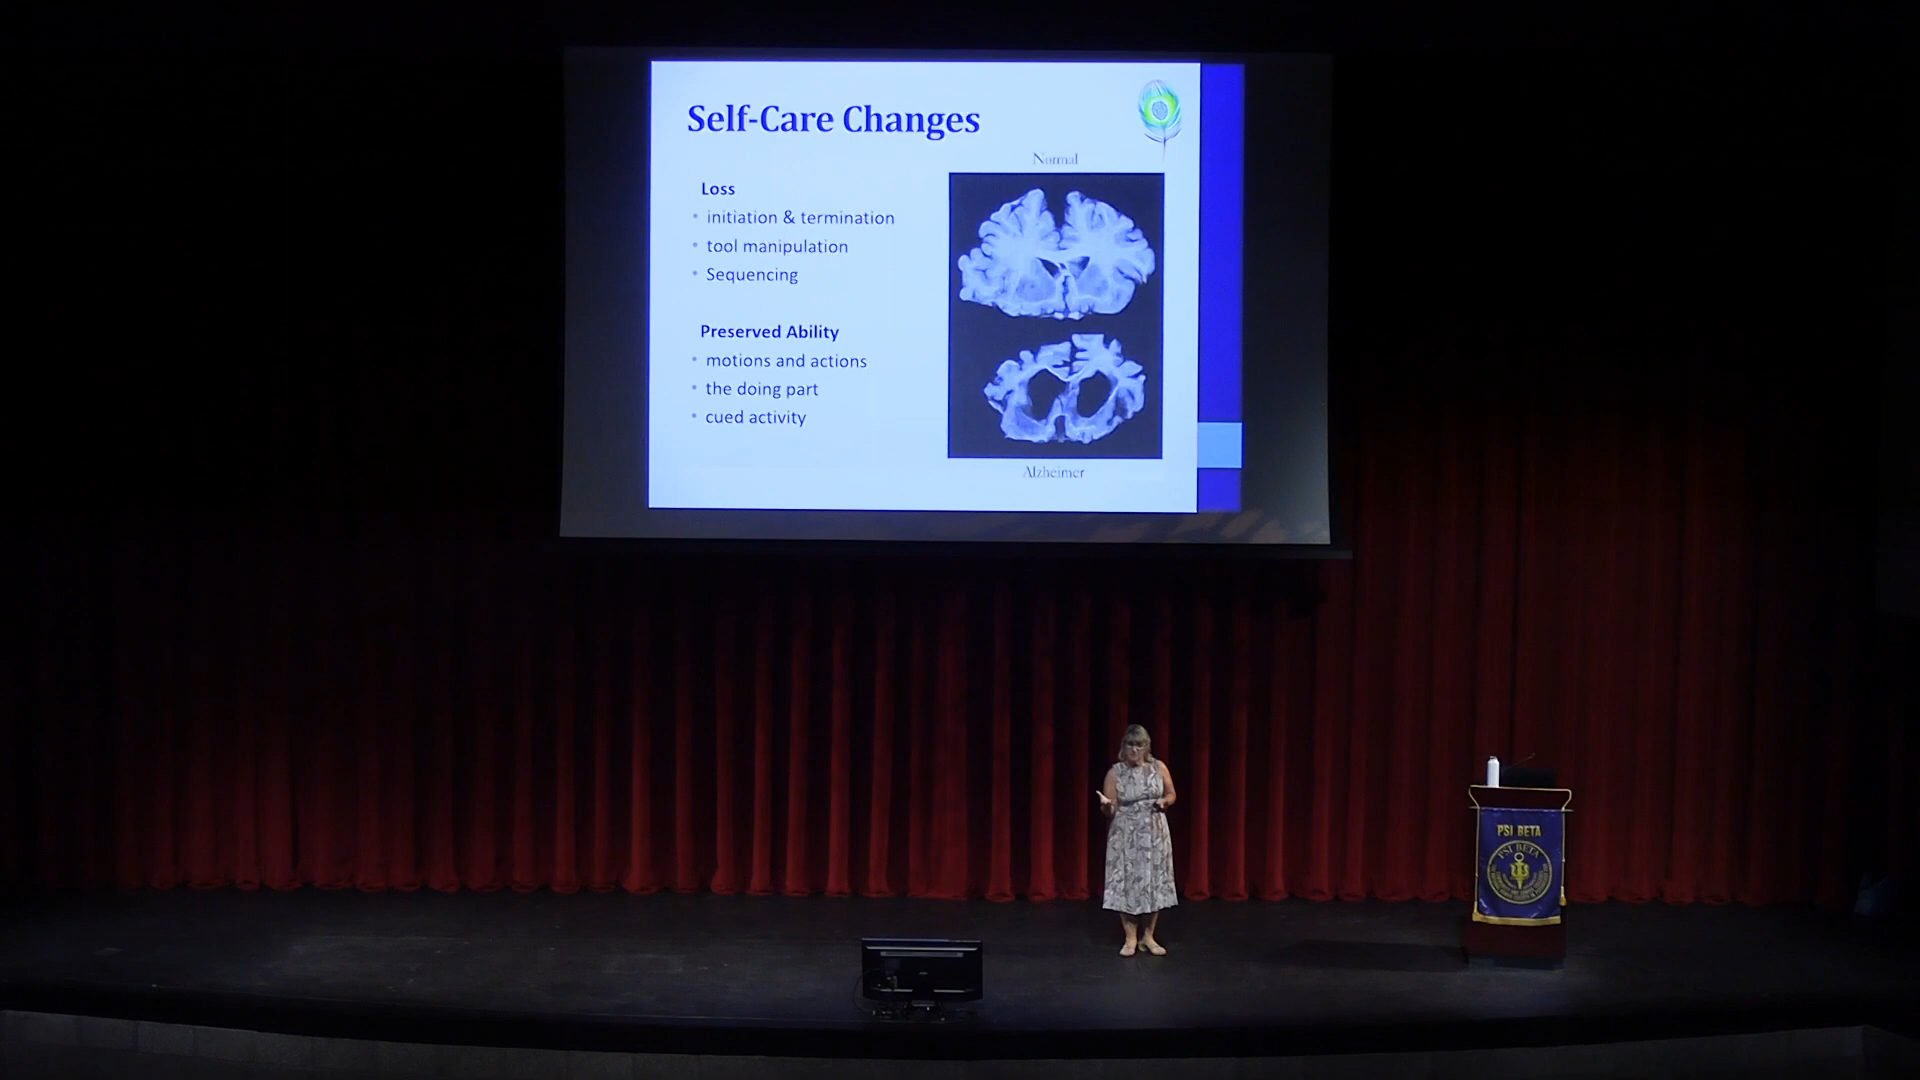 Self-Care Changes
Normal
Loss
• initiation & termination
• tool manipulation
• Sequencing
Preserved Ability
• motions and actions
• the doing part
• cued activity
Alzheimer
PSI BETA
PSI BETA